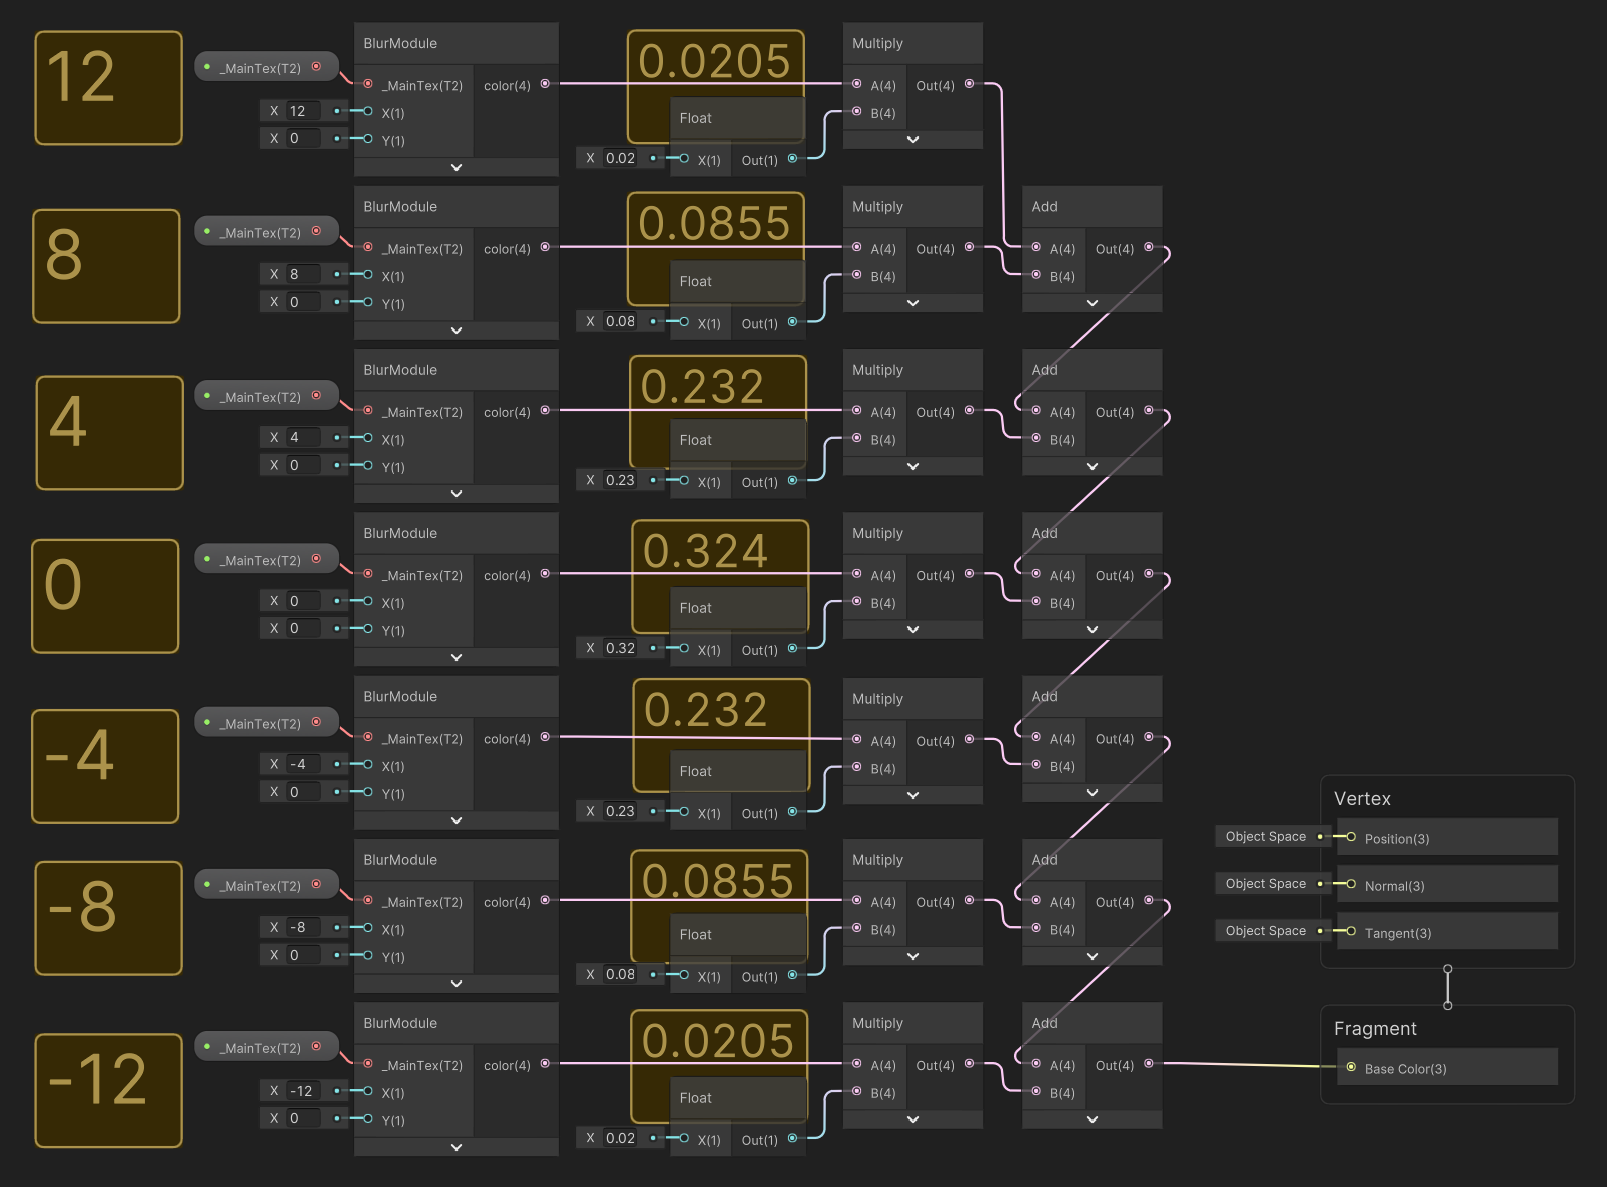 12
_MainTex(T2)
X 12
X 0
BlurModule
_MainTex(T2)
X(1)
Y(1)
color(4)
0.0205
Float
X 0.02
X(1)
Out(1)
Multiply
A(4)
B(4)
Out(4)
8
_MainTex(T2)
X 8
X 0
BlurModule
_MainTex(T2)
X(1)
Y(1)
color(4)
0.0855
Float
X 0.08
X(1)
Out(1)
Multiply
A(4)
B(4)
Out(4)
Add
A(4)
B(4)
Out(4)
4
_MainTex(T2)
X 4
X 0
BlurModule
_MainTex(T2)
X(1)
Y(1)
color(4)
0.232
Float
X 0.23
X(1)
Out(1)
Multiply
A(4)
B(4)
Out(4)
Add
A(4)
B(4)
Out(4)
0
_MainTex(T2)
X 0
X 0
BlurModule
_MainTex(T2)
X(1)
Y(1)
color(4)
0.324
Float
X 0.32
X(1)
Out(1)
Multiply
A(4)
B(4)
Out(4)
Add
A(4)
B(4)
Out(4)
-4
_MainTex(T2)
X -4
X 0
BlurModule
_MainTex(T2)
X(1)
Y(1)
color(4)
0.232
Float
X 0.23
X(1)
Out(1)
Multiply
A(4)
B(4)
Out(4)
Add
A(4)
B(4)
Out(4)
-8
_MainTex(T2)
X -8
X 0
BlurModule
_MainTex(T2)
X(1)
Y(1)
color(4)
0.0855
Float
X 0.08
X(1)
Out(1)
Multiply
A(4)
B(4)
Out(4)
Add
A(4)
B(4)
Out(4)
-12
_MainTex(T2)
X -12
X 0
BlurModule
_MainTex(T2)
X(1)
Y(1)
color(4)
0.0205
Float
X 0.02
X(1)
Out(1)
Multiply
A(4)
B(4)
Out(4)
Add
A(4)
B(4)
Out(4)
Vertex
Object Space
Position(3)
Object Space
Normal(3)
Object Space
Tangent(3)
Fragment
Base Color(3)